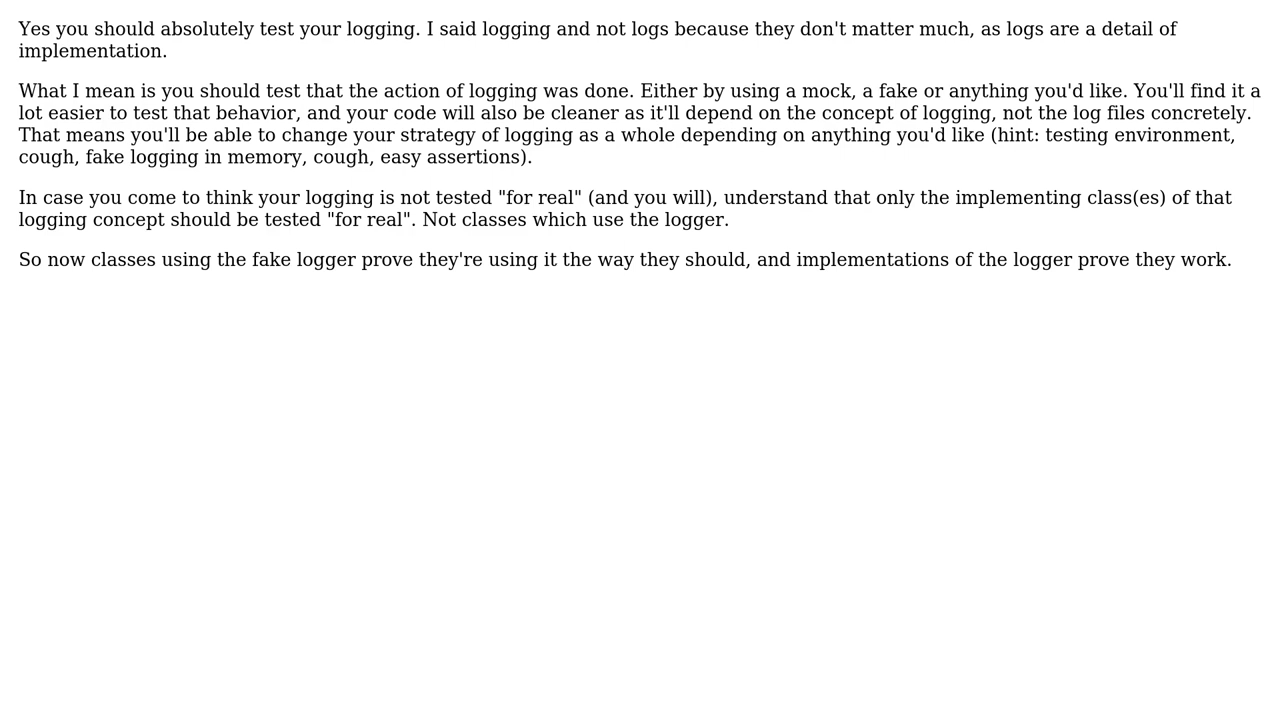 Yes you should absolutely test your logging. I said logging and not logs because they don't matter much, as logs are a detail of
implementation.
What I mean is you should test that the action of logging was done. Either by using a mock, a fake or anything you'd like. You'll find it a
lot easier to test that behavior, and your code will also be cleaner as it'll depend on the concept of logging, not the log files concretely.
That means you'll be able to change your strategy of logging as a whole depending on anything you'd like (hint: testing environment,
cough, fake logging in memory, cough, easy assertions).
In case you come to think your logging is not tested "for real" (and you will), understand that only the implementing class(es) of that
logging concept should be tested "for real". Not classes which use the logger.
So now classes using the fake logger prove they're using it the way they should, and implementations of the logger prove they work.